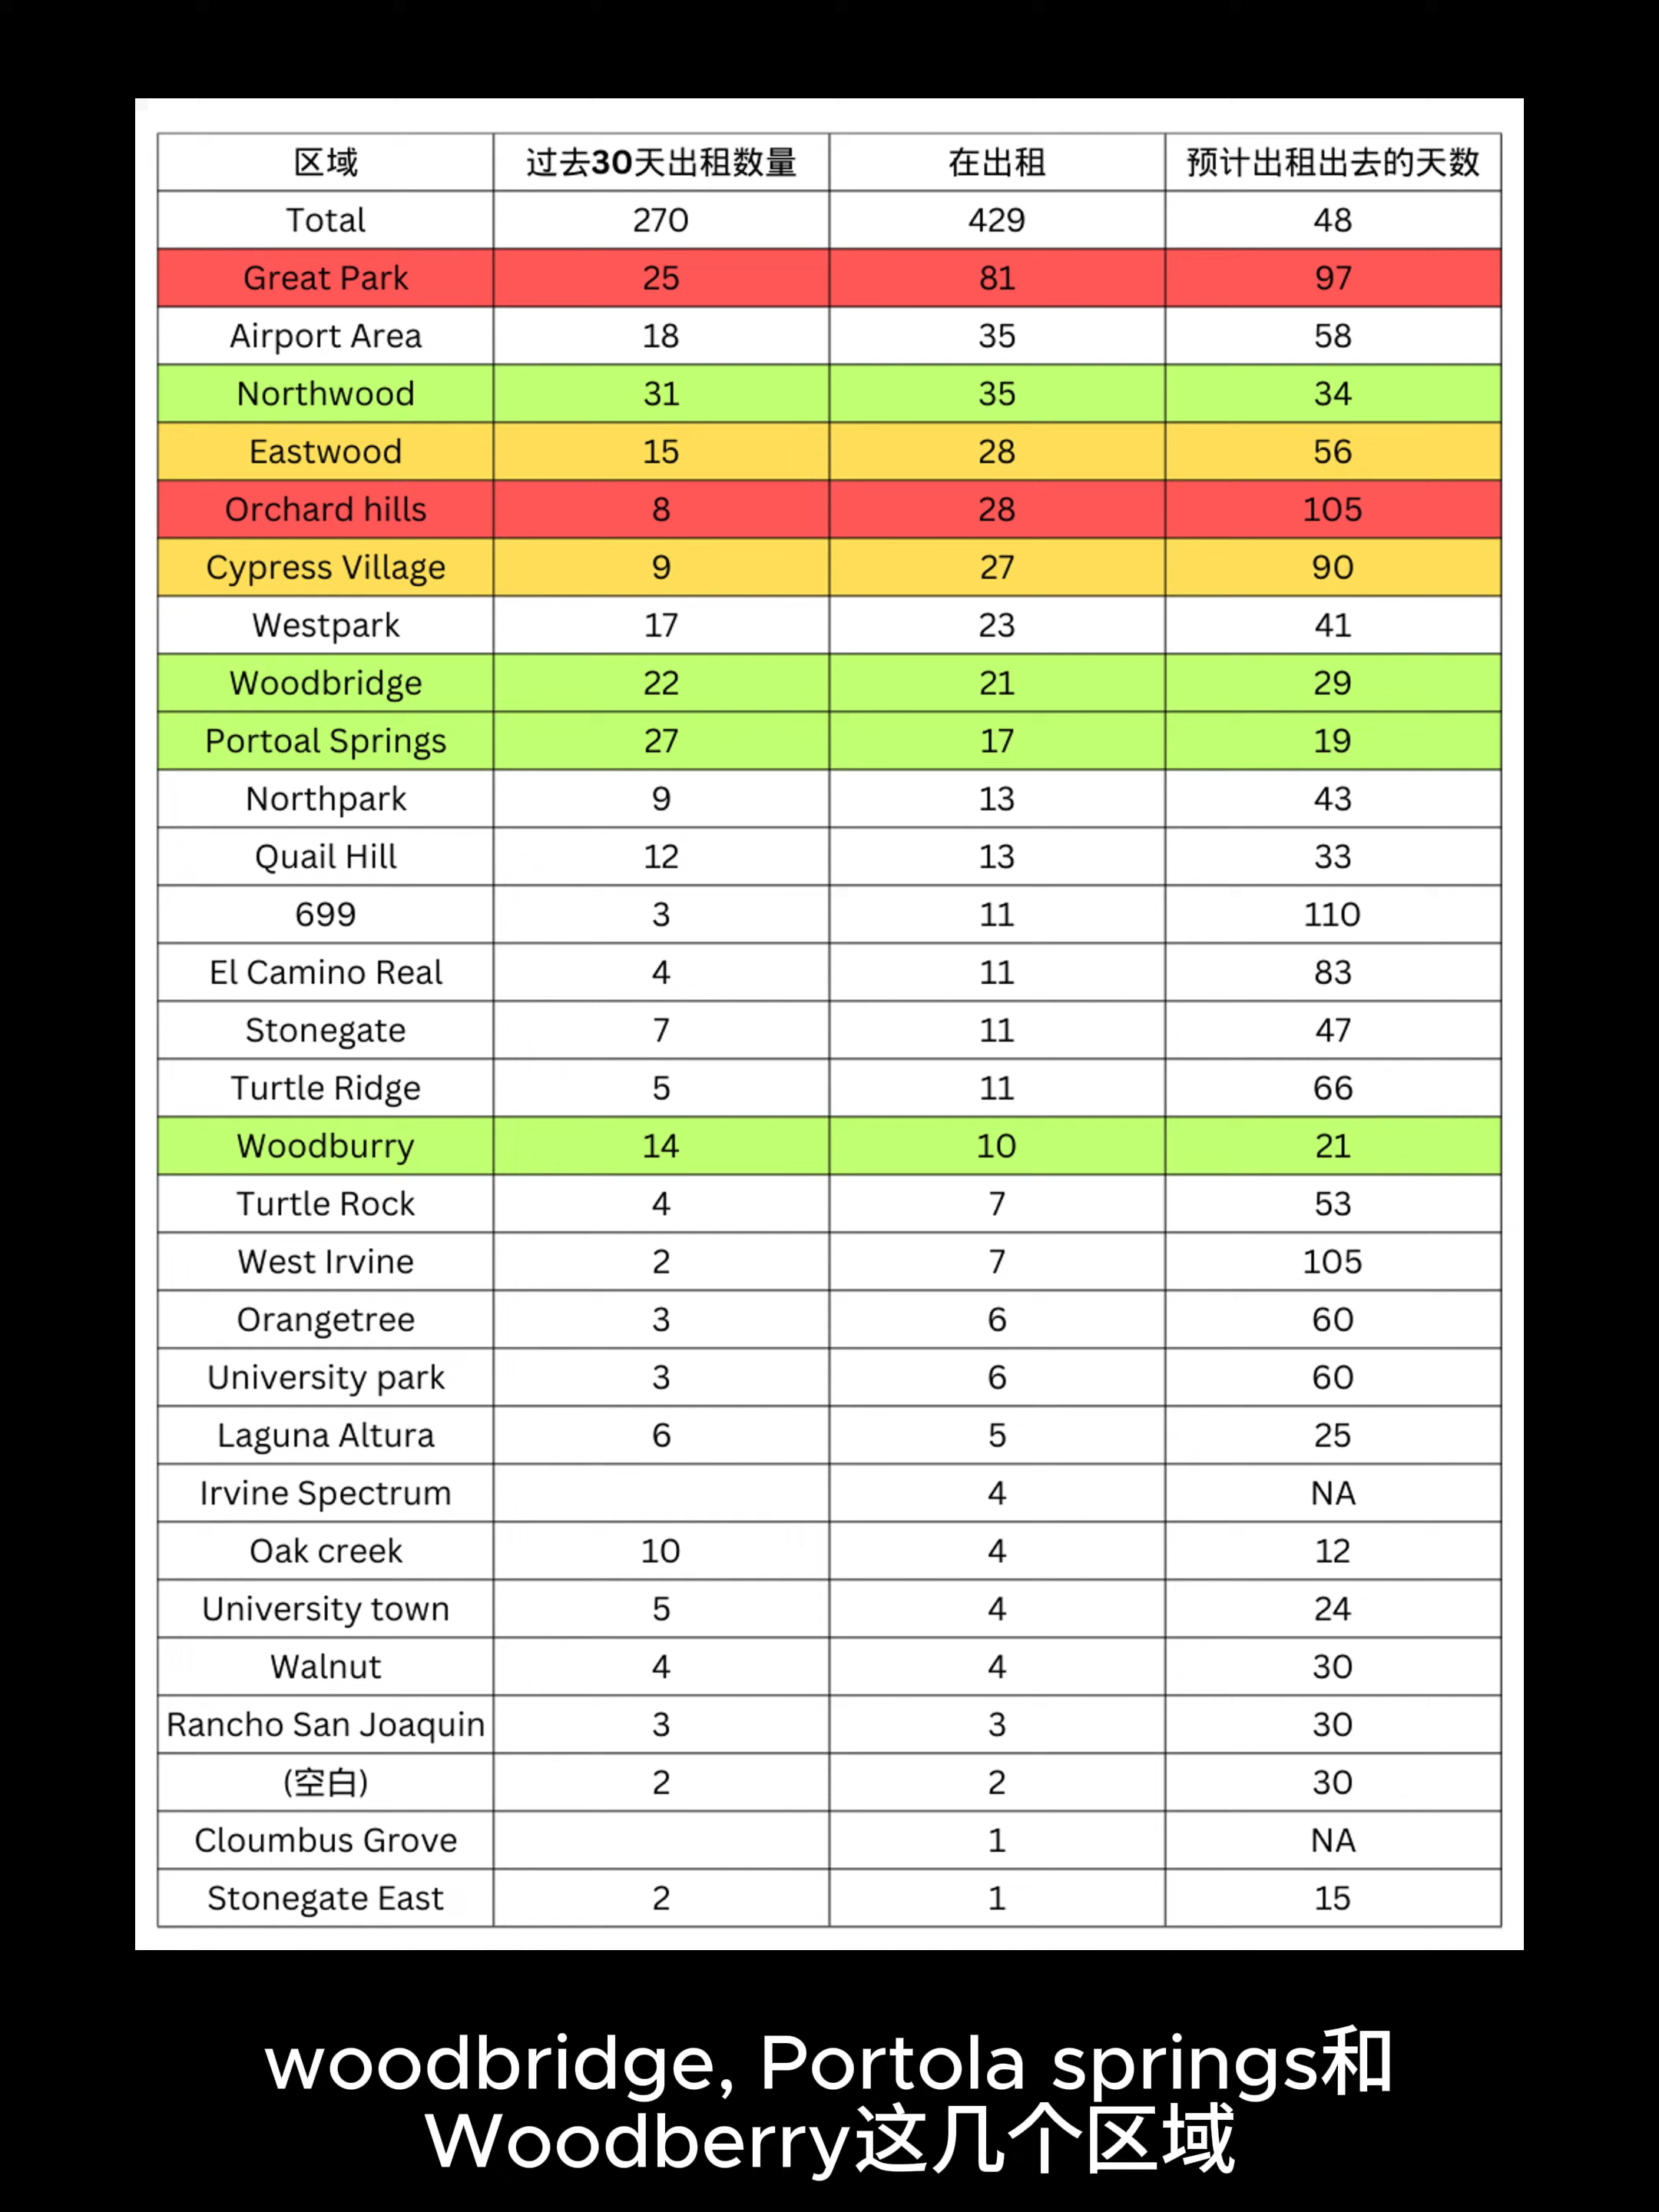 区域 过去30天出租数量 在出租 预计出租出去的天数
Total 270 429 48
Great Park 25 81 97
Airport Area 18 35 58
Northwood 31 35 34
Eastwood 15 28 56
Orchard hills 8 28 105
Cypress Village 9 27 90
Westpark 17 23 41
Woodbridge 22 21 29
Portoal Springs 27 17 19
Northpark 9 13 43
Quail Hill 12 13 33
699 3 11 110
El Camino Real 4 11 83
Stonegate 7 11 47
Turtle Ridge 5 11 66
Woodburry 14 10 21
Turtle Rock 4 7 53
West Irvine 2 7 105
Orangetree 3 6 60
University park 3 6 60
Laguna Altura 6 5 25
Irvine Spectrum 4 NA
Oak creek 10 4 12
University town 5 4 24
Walnut 4 4 30
Rancho San Joaquin 3 3 30
(空白) 2 2 30
Cloumbus Grove 1 NA
Stonegate East 2 1 15
woodbridge, Portola springs和
Woodberry这几个区域